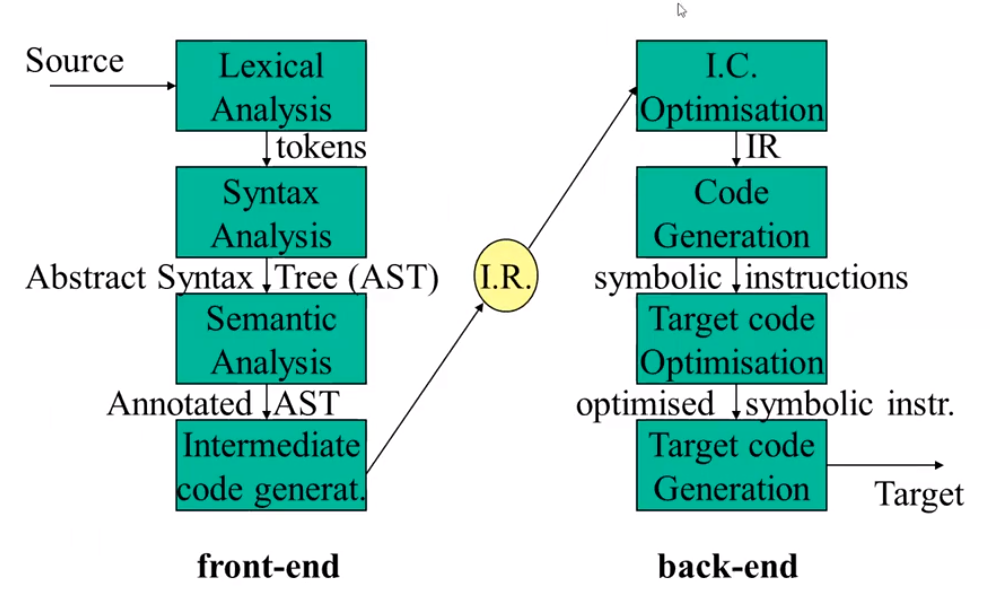 Source
Lexical
Analysis
tokens
Syntax
Analysis
Abstract Syntax Tree (AST)
Semantic
Analysis
Annotated AST
Intermediate
code generat.
front-end
I.R.
I.C.
Optimisation
IR
Code
Generation
symbolic instructions
Target code
Optimisation
optimised symbolic instr.
Target code
Generation
Target
back-end